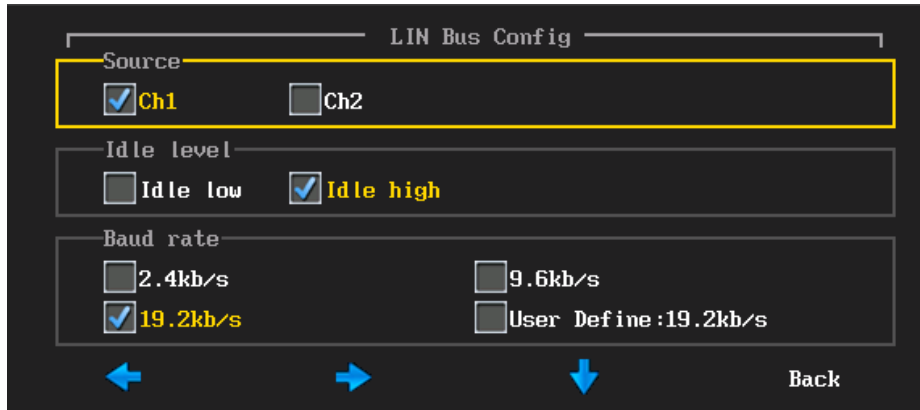 LIN Bus Config
Source
Ch1 Ch2
Idle level
Idle low Idle high
Baud rate
2.4kb/s 9.6kb/s
19.2kb/s User Define:19.2kb/s
Back